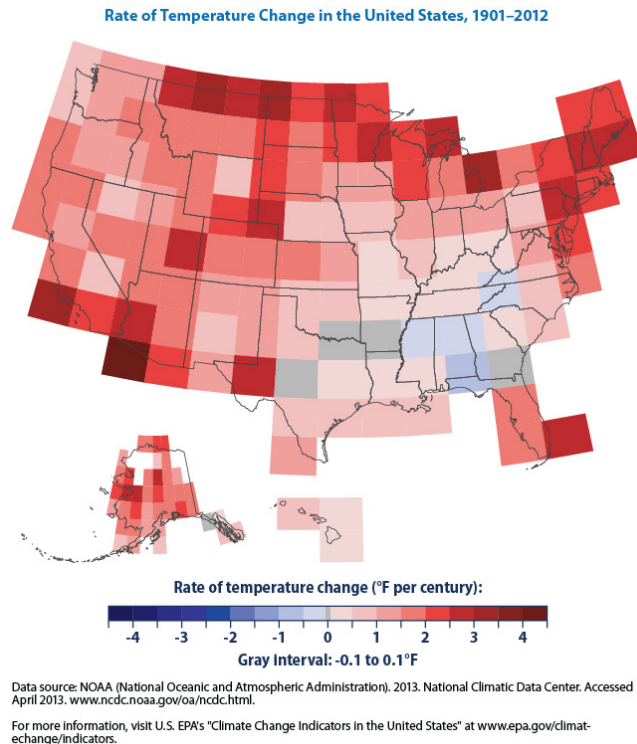 Rate of Temperature Change in the United States, 1901–2012
Rate of temperature change (°F per century):
-4 -3 -2 -1 0 1 2 3 4
Gray interval: -0.1 to 0.1°F
Data source: NOAA (National Oceanic and Atmospheric Administration). 2013. National Climatic Data Center. Accessed
April 2013. www.ncdc.noaa.gov/oa/ncdc.html.
For more information, visit U.S. EPA's "Climate Change Indicators in the United States" at www.epa.gov/climat-
echange/indicators.